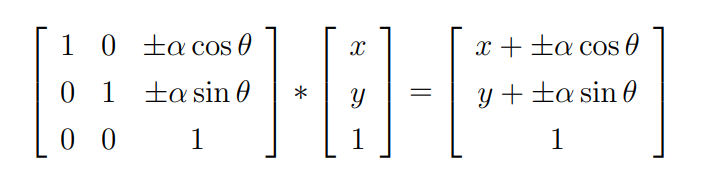 [ 1 0 ±α cos θ ] [ x ] [ x + ±α cos θ ]
[ 0 1 ±α sin θ ] * [ y ] = [ y + ±α sin θ ]
[ 0 0 1 ] [ 1 ] [ 1 ]